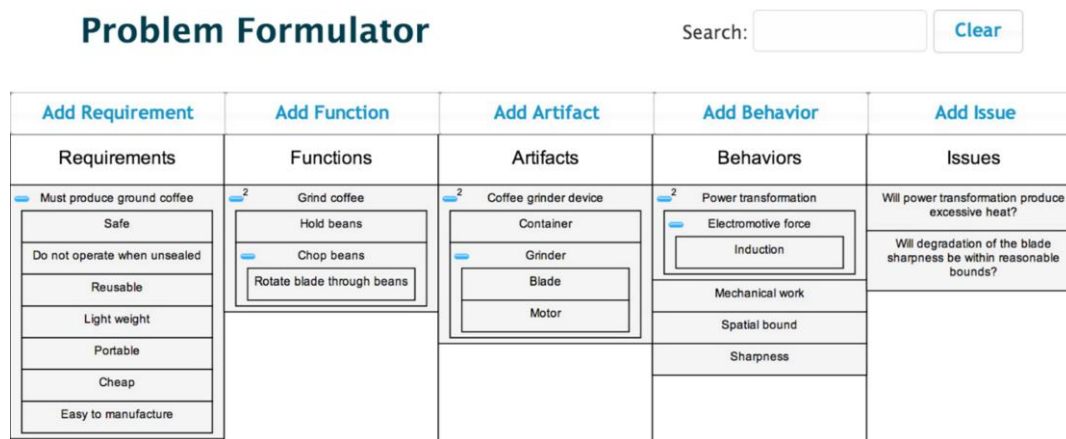 Problem Formulator
Search:
Clear
Add Requirement
Add Function
Add Artifact
Add Behavior
Add Issue
Requirements
Functions
Artifacts
Behaviors
Issues
Must produce ground coffee
Safe
Do not operate when unsealed
Reusable
Light weight
Portable
Cheap
Easy to manufacture
2
Grind coffee
Hold beans
Chop beans
Rotate blade through beans
2
Coffee grinder device
Container
Grinder
Blade
Motor
2
Power transformation
Electromotive force
Induction
Mechanical work
Spatial bound
Sharpness
Will power transformation produce
excessive heat?
Will degradation of the blade
sharpness be within reasonable
bounds?